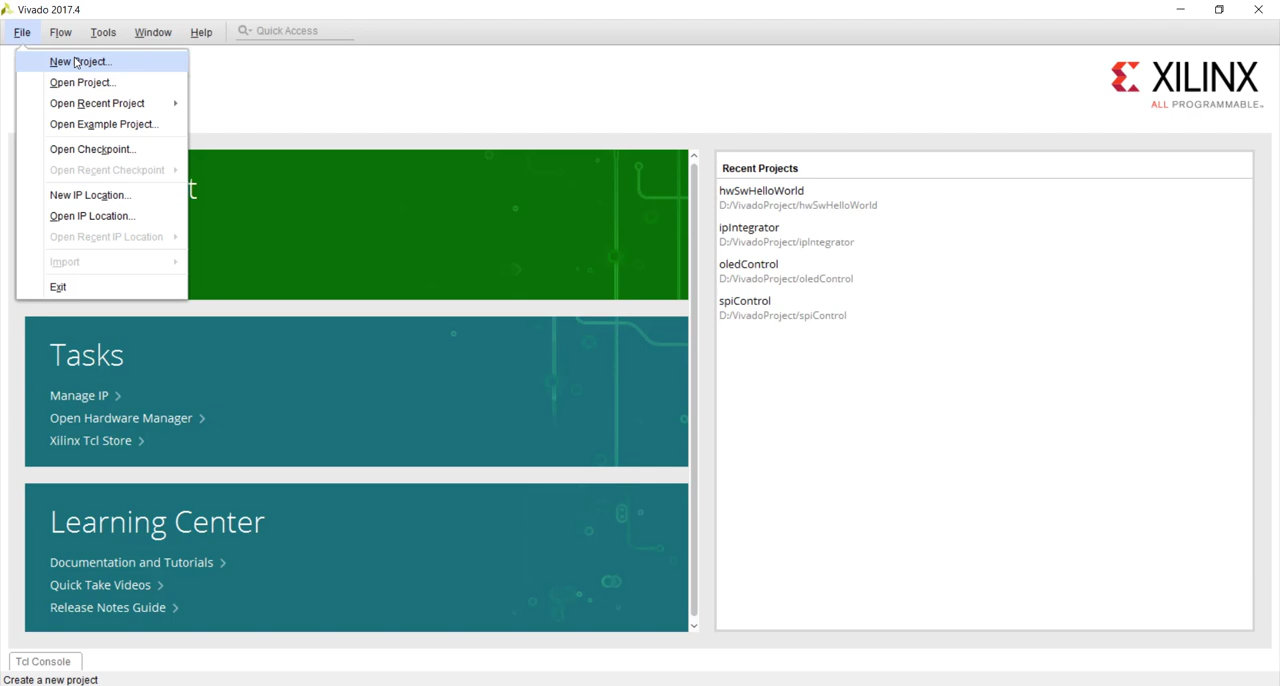 Vivado 2017.4
File Flow Tools Window Help Quick Access
New Project...
Open Project...
Open Recent Project
Open Example Project...
Open Checkpoint...
Open Recent Checkpoint
New IP Location...
Open IP Location...
Open Recent IP Location
Import
Exit
t
XILINX
ALL PROGRAMMABLE™
Tasks
Manage IP >
Open Hardware Manager >
Xilinx Tcl Store >
Learning Center
Documentation and Tutorials >
Quick Take Videos >
Release Notes Guide >
Recent Projects
hwSwHelloWorld
D:/VivadoProject/hwSwHelloWorld
ipIntegrator
D:/VivadoProject/ipIntegrator
oledControl
D:/VivadoProject/oledControl
spiControl
D:/VivadoProject/spiControl
Tcl Console
Create a new project